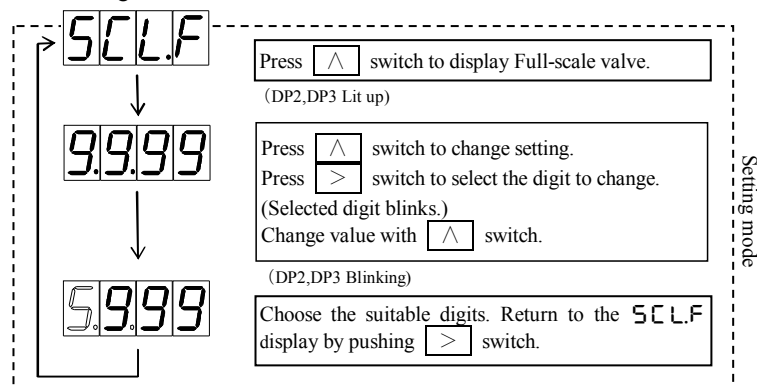 SCL.F
Press ∧ switch to display Full-scale valve.
(DP2,DP3 Lit up)
9.9.99
Press ∧ switch to change setting.
Press > switch to select the digit to change.
(Selected digit blinks.)
Change value with ∧ switch.
(DP2,DP3 Blinking)
5.9.99
Choose the suitable digits. Return to the SCL.F
display by pushing > switch.
Setting mode